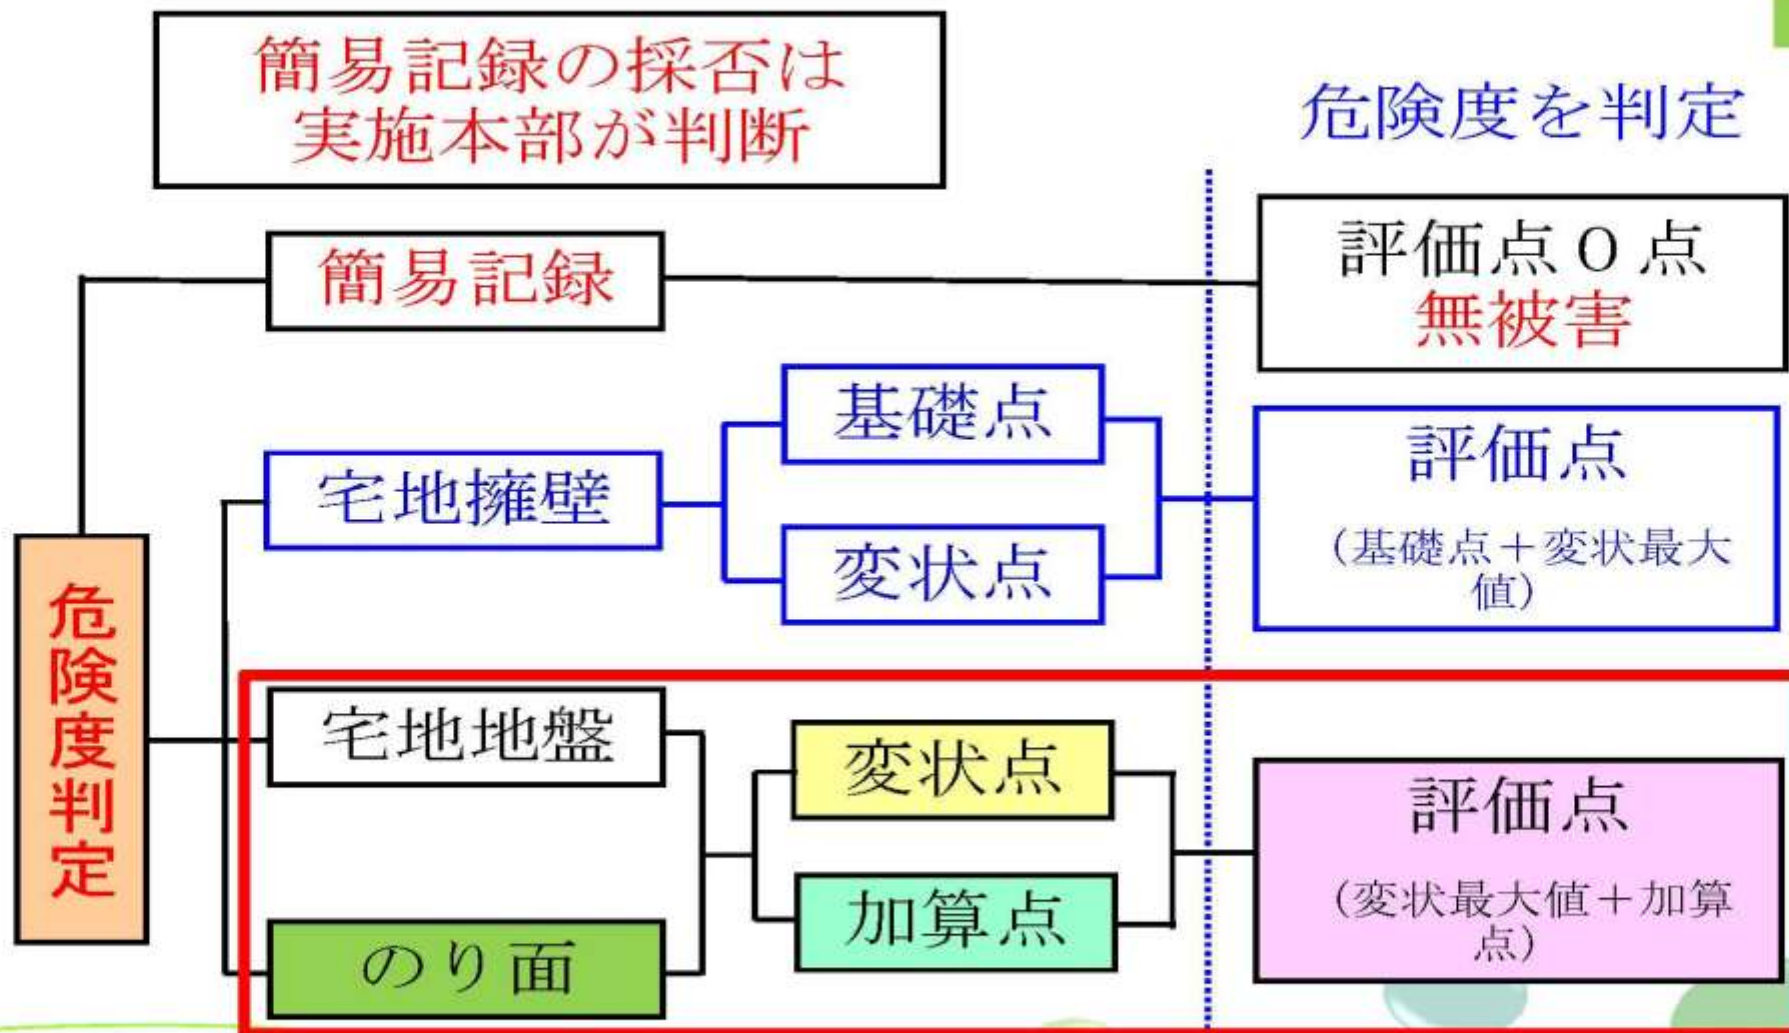 簡易記録の採否は
実施本部が判断
危険度を判定
簡易記録
評価点０点
無被害
基礎点
宅地擁壁
変状点
評価点
（基礎点＋変状最大
値）
危険度判定
宅地地盤
のり面
変状点
加算点
評価点
（変状最大値＋加算
点）